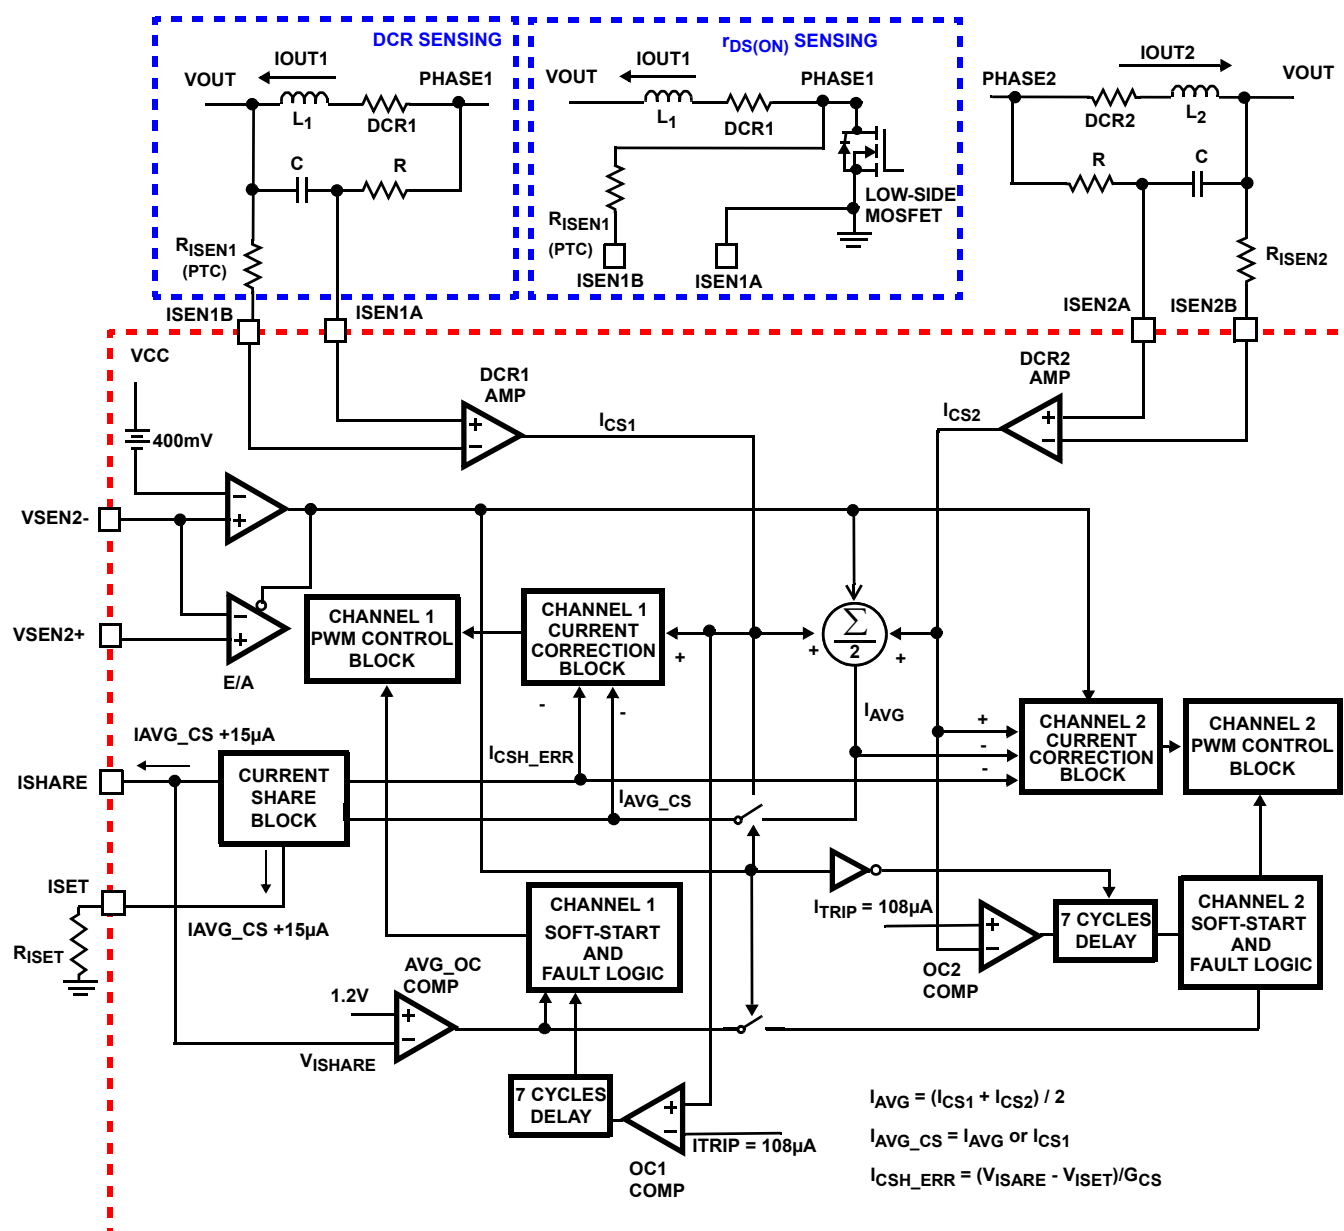 DCR SENSING
VOUT
IOUT1
PHASE1
L1
DCR1
C
R
RISEN1
(PTC)
ISEN1B
ISEN1A
rDS(ON) SENSING
VOUT
IOUT1
PHASE1
L1
DCR1
RISEN1
(PTC)
LOW-SIDE
MOSFET
ISEN1B
ISEN1A
IOUT2
PHASE2
VOUT
DCR2
L2
R
C
RISEN2
ISEN2A
ISEN2B
VCC
400mV
DCR1
AMP
+
−
ICS1
DCR2
AMP
+
−
ICS2
VSEN2-
−
+
VSEN2+
−
+
E/A
CHANNEL 1
PWM CONTROL
BLOCK
CHANNEL 1
CURRENT
CORRECTION
BLOCK
+
-
-
Σ
2
+
+
IAVG
ICSH_ERR
IAVG_CS
CHANNEL 2
CURRENT
CORRECTION
BLOCK
+
-
-
CHANNEL 2
PWM CONTROL
BLOCK
IAVG_CS +15µA
ISHARE
CURRENT
SHARE
BLOCK
ISET
IAVG_CS +15µA
RISET
CHANNEL 1
SOFT-START
AND
FAULT LOGIC
ITRIP = 108µA
+
−
OC2
COMP
7 CYCLES
DELAY
CHANNEL 2
SOFT-START
AND
FAULT LOGIC
AVG_OC
COMP
1.2V
+
−
VISHARE
7 CYCLES
DELAY
+
−
ITRIP = 108µA
OC1
COMP
IAVG = (ICS1 + ICS2) / 2
IAVG_CS = IAVG or ICS1
ICSH_ERR = (VISARE - VISET)/GCS